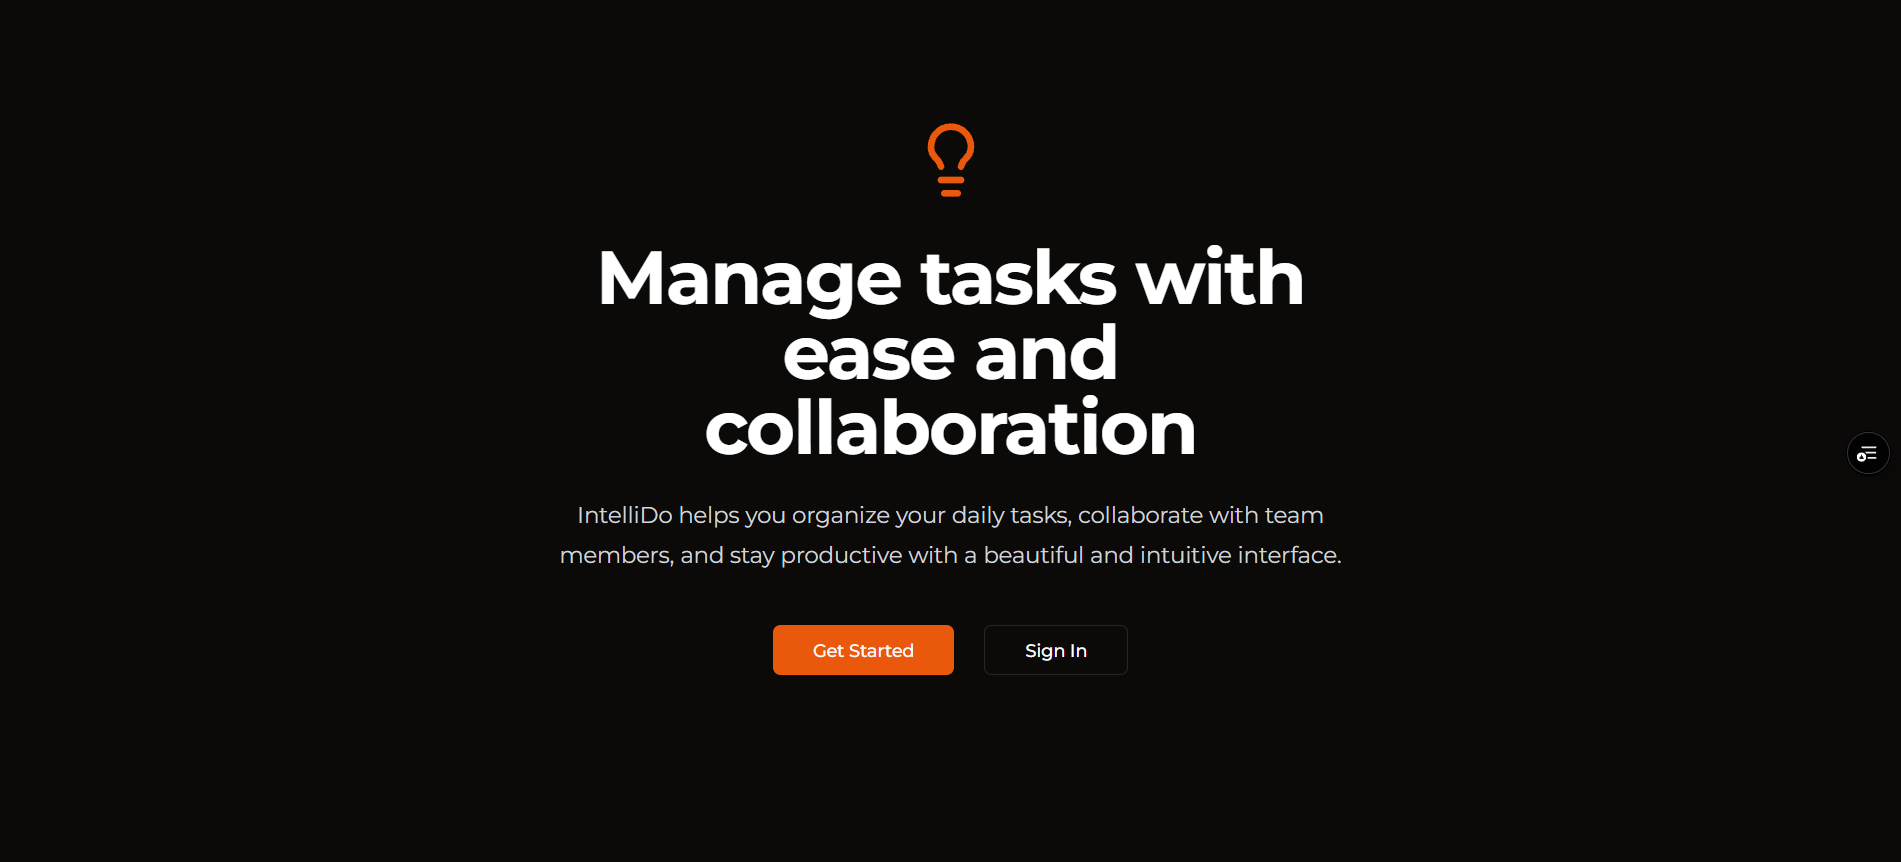 Manage tasks with
ease and
collaboration
IntelliDo helps you organize your daily tasks, collaborate with team
members, and stay productive with a beautiful and intuitive interface.
Get Started
Sign In